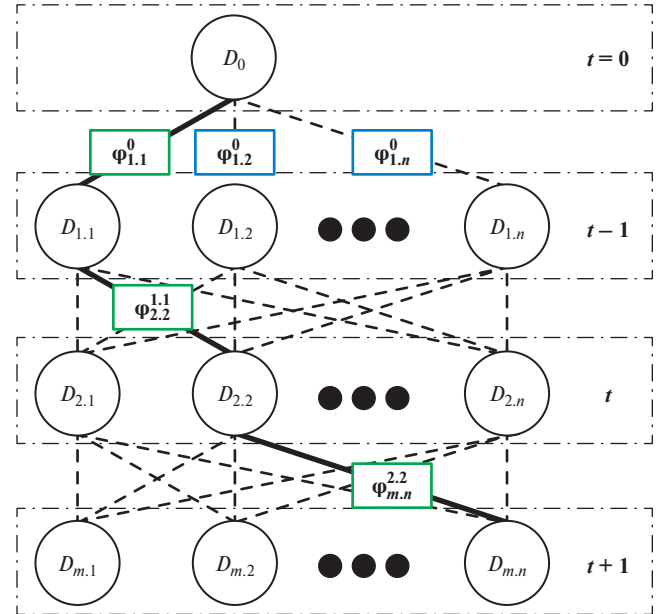 D₀ t = 0
φ⁰₁.₁ φ⁰₁.₂ φ⁰₁.ₙ
D₁.₁ D₁.₂ D₁.ₙ t – 1
φ¹·¹₂.₂
D₂.₁ D₂.₂ D₂.ₙ t
φ²·²ₘ.ₙ
Dₘ.₁ Dₘ.₂ Dₘ.ₙ t + 1